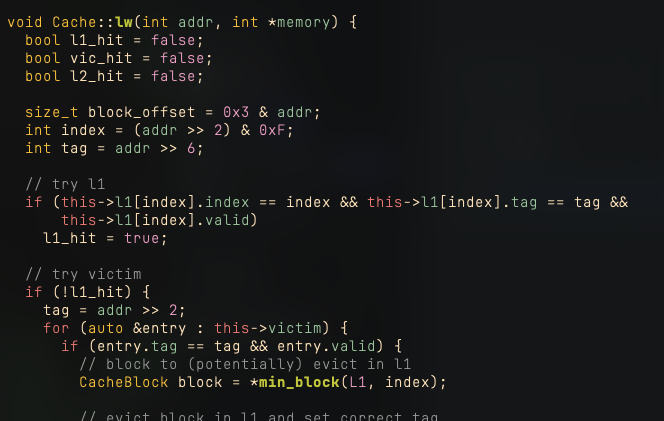 void Cache::lw(int addr, int *memory) {
bool l1_hit = false;
bool vic_hit = false;
bool l2_hit = false;
size_t block_offset = 0x3 & addr;
int index = (addr >> 2) & 0xF;
int tag = addr >> 6;
// try l1
if (this->l1[index].index == index && this->l1[index].tag == tag &&
this->l1[index].valid)
l1_hit = true;
// try victim
if (!l1_hit) {
tag = addr >> 2;
for (auto &entry : this->victim) {
if (entry.tag == tag && entry.valid) {
// block to (potentially) evict in l1
CacheBlock block = *min_block(L1, index);
// evict block in l1 and set correct tag